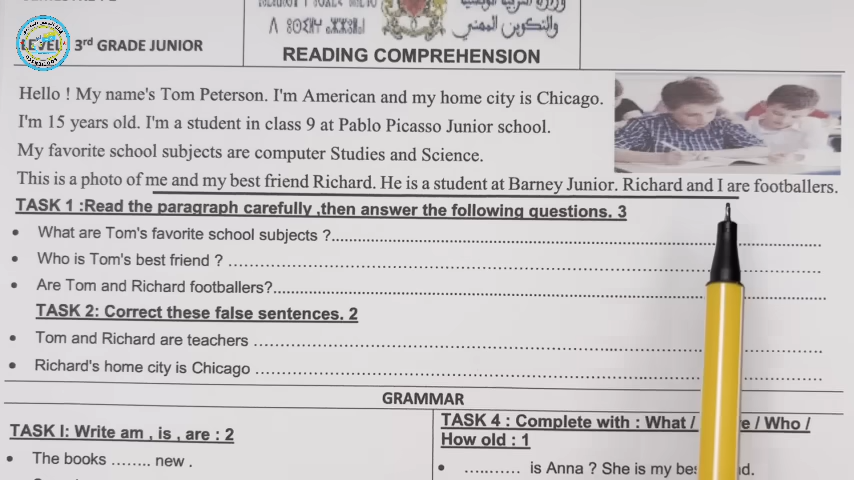 LEVEL 3rd GRADE JUNIOR
والتكوين المهني
READING COMPREHENSION
Hello ! My name's Tom Peterson. I'm American and my home city is Chicago.
I'm 15 years old. I'm a student in class 9 at Pablo Picasso Junior school.
My favorite school subjects are computer Studies and Science.
This is a photo of me and my best friend Richard. He is a student at Barney Junior. Richard and I are footballers.
TASK 1 :Read the paragraph carefully ,then answer the following questions. 3
• What are Tom's favorite school subjects ?..........................
• Who is Tom's best friend ? ..........................
• Are Tom and Richard footballers?..........................
TASK 2: Correct these false sentences. 2
• Tom and Richard are teachers ..........................
• Richard's home city is Chicago ..........................
GRAMMAR
TASK I: Write am , is , are : 2
• The books ........ new .
TASK 4 : Complete with : What / / Who /
How old : 1
• ........... is Anna ? She is my